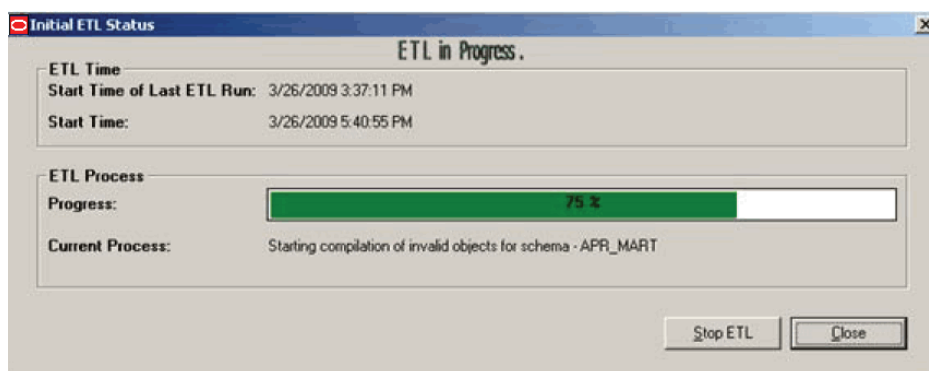 Initial ETL Status
ETL in Progress.
ETL Time
Start Time of Last ETL Run: 3/26/2009 3:37:11 PM
Start Time: 3/26/2009 5:40:55 PM
ETL Process
Progress: 75 %
Current Process: Starting compilation of invalid objects for schema - APR_MART
Stop ETL Close